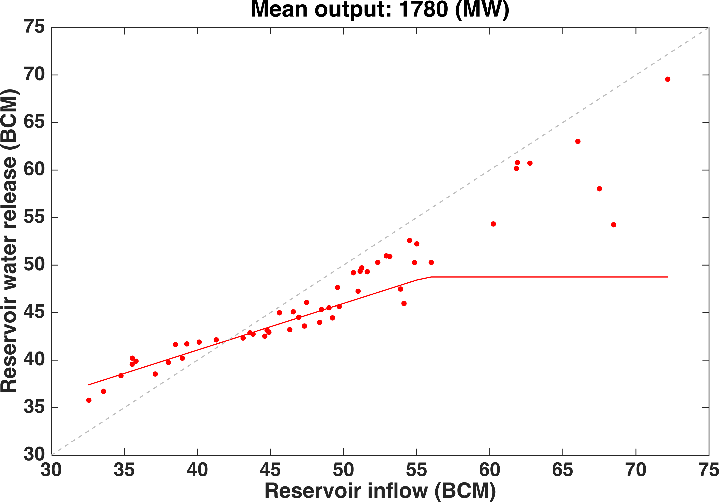 Mean output: 1780 (MW)
75
70
65
60
55
50
45
40
35
30
Reservoir water release (BCM)
30 35 40 45 50 55 60 65 70 75
Reservoir inflow (BCM)